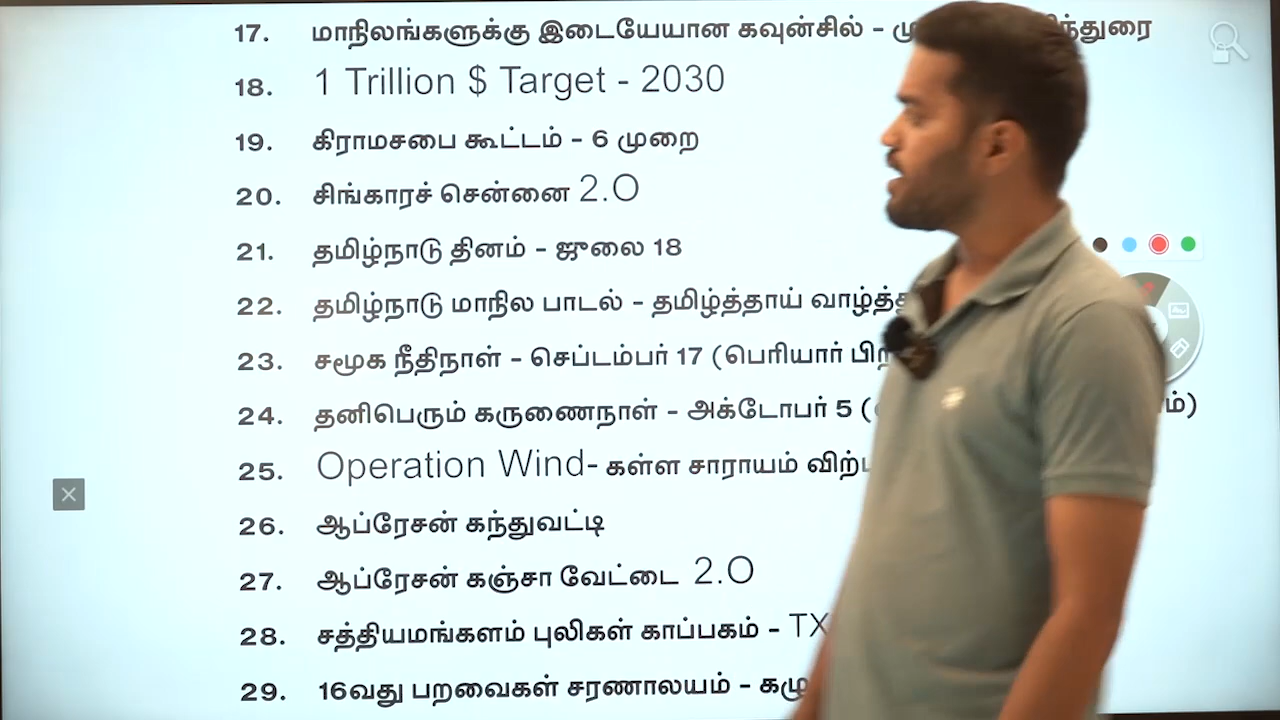 17. மாநிலங்களுக்கு இடையேயான கவுன்சில் -
18. 1 Trillion $ Target - 2030
19. கிராமசபை கூட்டம் - 6 முறை
20. சிங்காரச் சென்னை 2.O
21. தமிழ்நாடு தினம் - ஜுலை 18
22. தமிழ்நாடு மாநில பாடல் - தமிழ்த்தாய்
23. சமூக நீதிநாள் - செப்டம்பர் 17 (பெரியார்
24. தனிபெரும் கருணைநாள் - அக்டோபர் 5
25. Operation Wind- கள்ள சாராயம்
26. ஆப்ரேசன் கந்துவட்டி
27. ஆப்ரேசன் கஞ்சா வேட்டை 2.O
28. சத்தியமங்களம் புலிகள் காப்பகம் -
29. 16வது பறவைகள் சரணாலயம் -